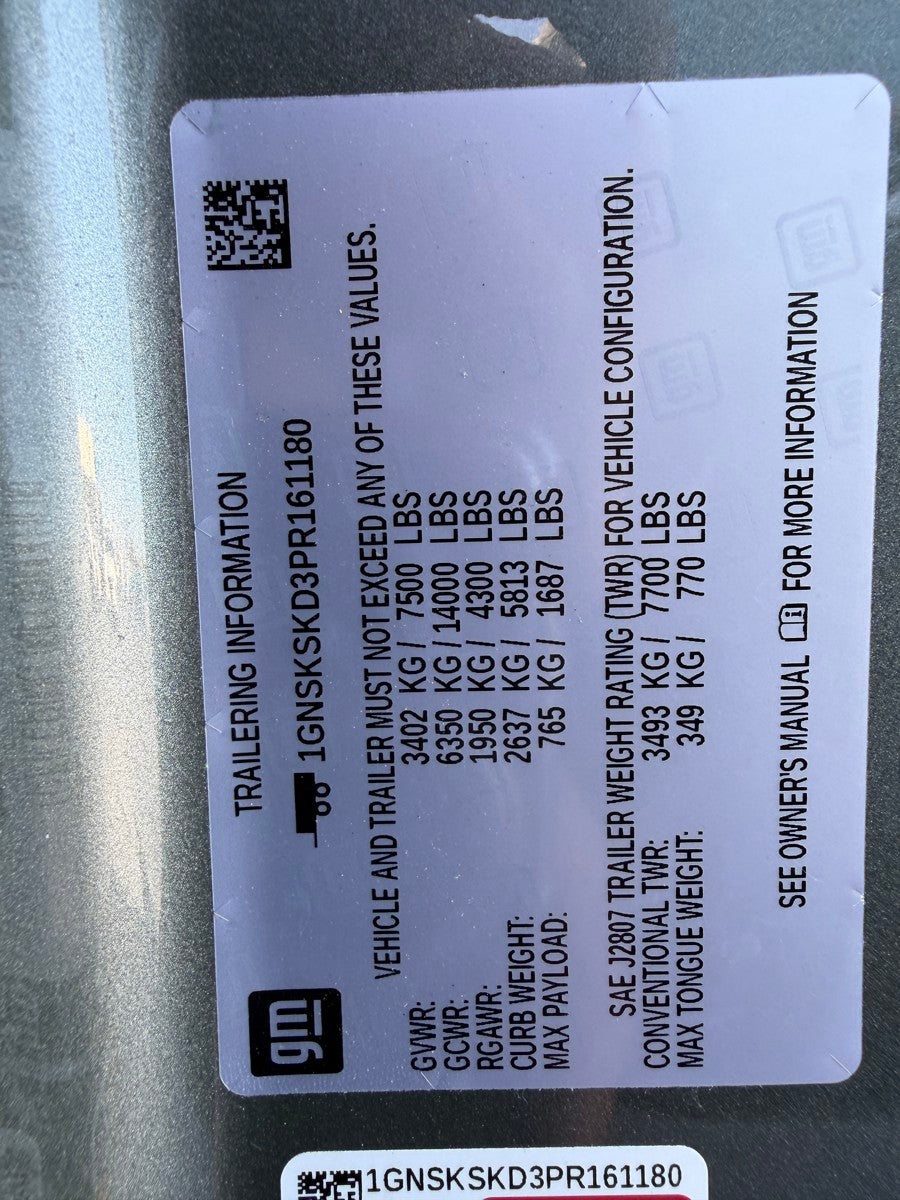 gm
TRAILERING INFORMATION
1GNSKSKD3PR161180
VEHICLE AND TRAILER MUST NOT EXCEED ANY OF THESE VALUES.
GVWR: 3402 KG / 7500 LBS
GCWR: 6350 KG / 14000 LBS
RGAWR: 1950 KG / 4300 LBS
CURB WEIGHT: 2637 KG / 5813 LBS
MAX PAYLOAD: 765 KG / 1687 LBS
SAE J2807 TRAILER WEIGHT RATING (TWR) FOR VEHICLE CONFIGURATION.
CONVENTIONAL TWR: 3493 KG / 7700 LBS
MAX TONGUE WEIGHT: 349 KG / 770 LBS
SEE OWNER'S MANUAL FOR MORE INFORMATION
1GNSKSKD3PR161180